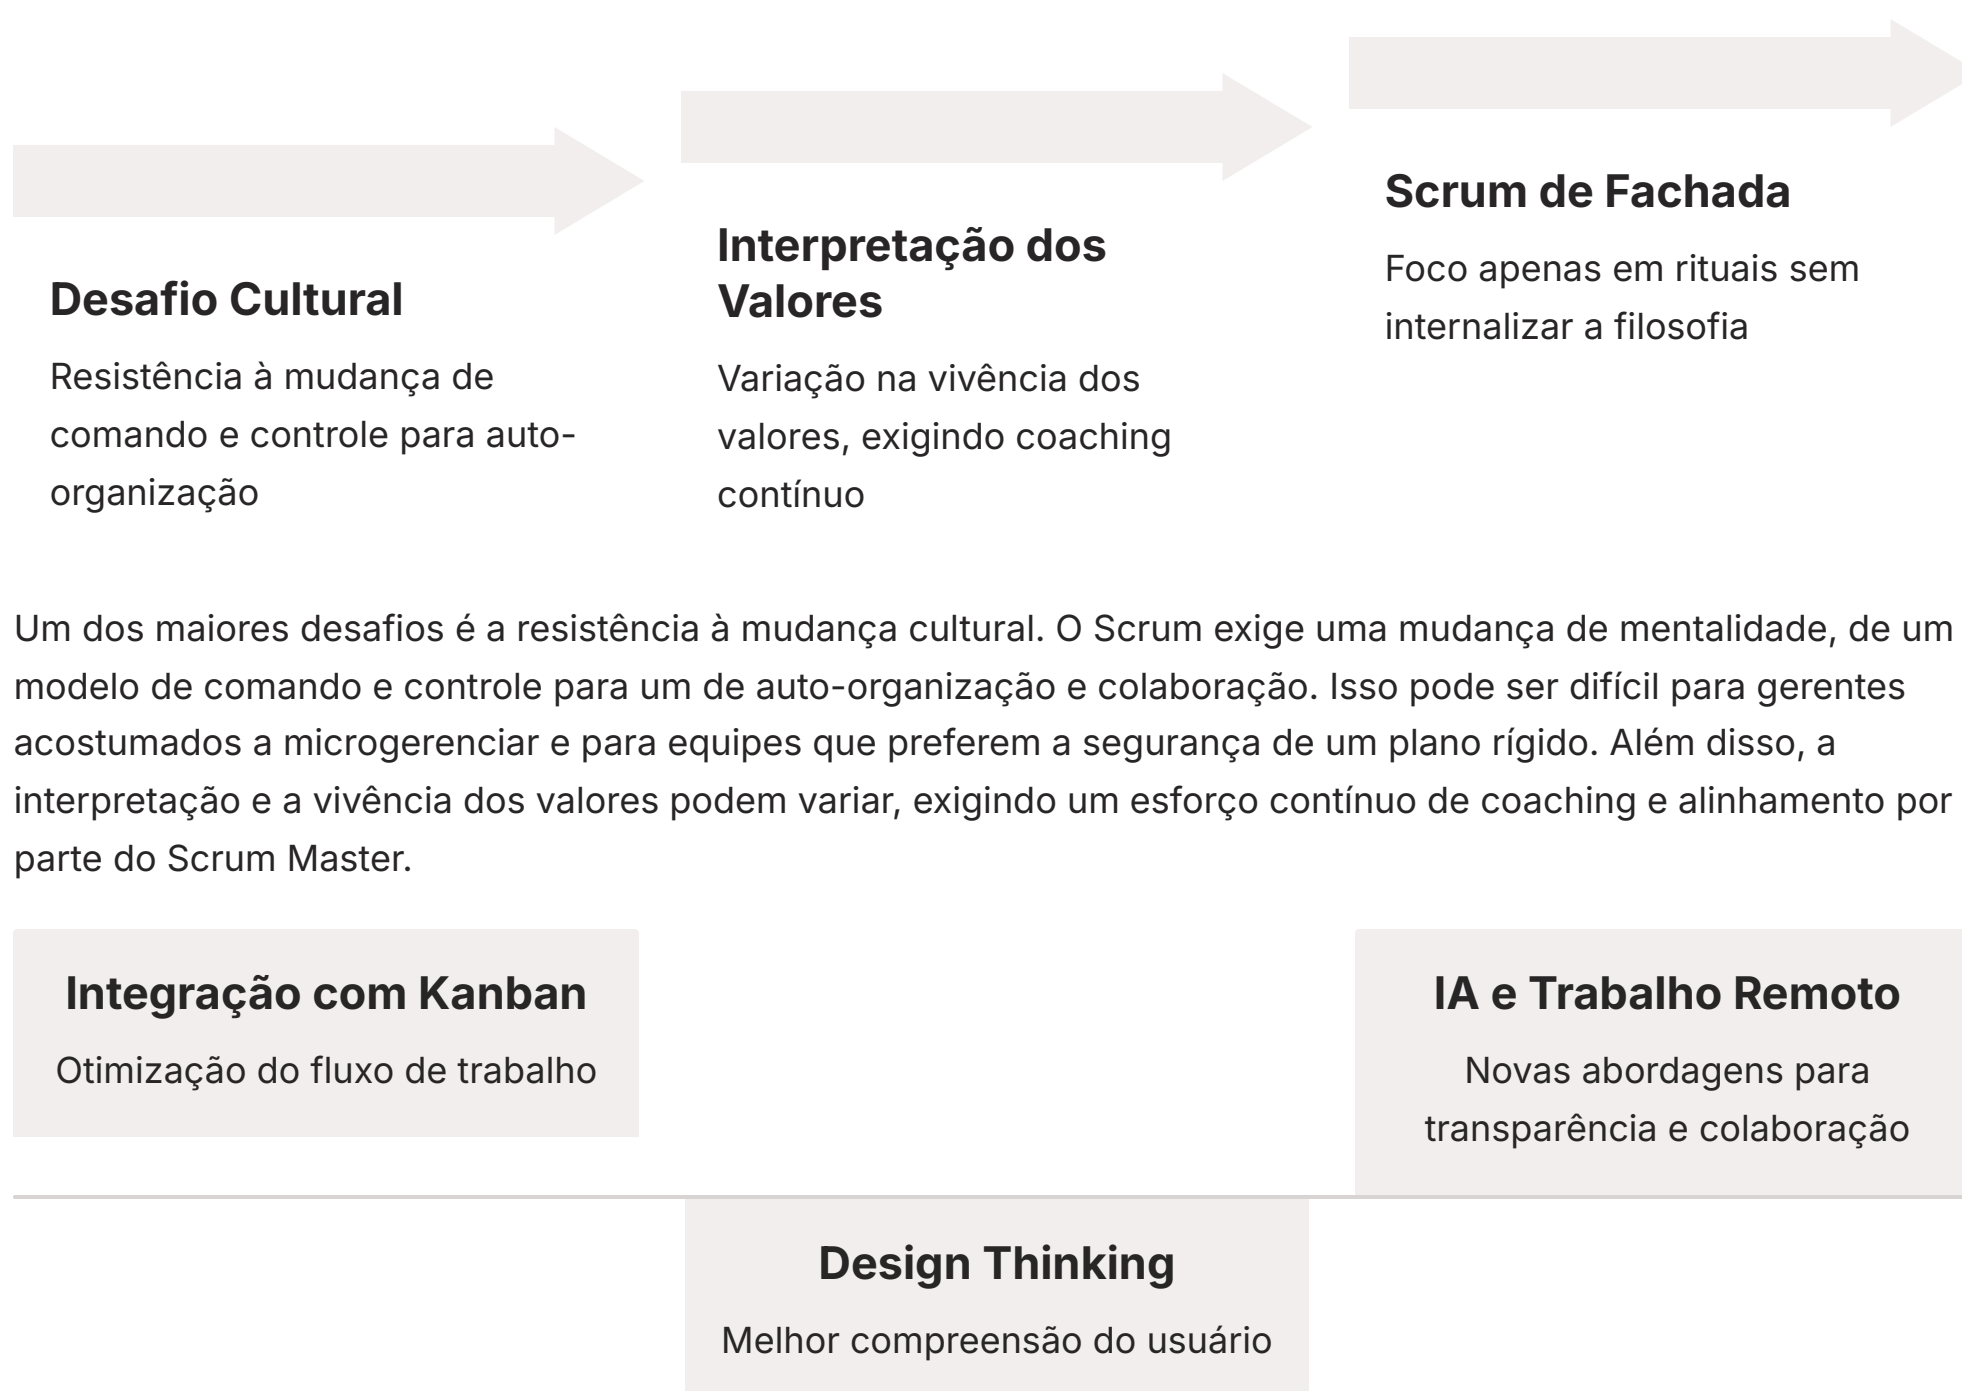 Desafio Cultural
Resistência à mudança de
comando e controle para auto-
organização
Interpretação dos
Valores
Variação na vivência dos
valores, exigindo coaching
contínuo
Scrum de Fachada
Foco apenas em rituais sem
internalizar a filosofia
Um dos maiores desafios é a resistência à mudança cultural. O Scrum exige uma mudança de mentalidade, de um
modelo de comando e controle para um de auto-organização e colaboração. Isso pode ser difícil para gerentes
acostumados a microgerenciar e para equipes que preferem a segurança de um plano rígido. Além disso, a
interpretação e a vivência dos valores podem variar, exigindo um esforço contínuo de coaching e alinhamento por
parte do Scrum Master.
Integração com Kanban
Otimização do fluxo de trabalho
IA e Trabalho Remoto
Novas abordagens para
transparência e colaboração
Design Thinking
Melhor compreensão do usuário